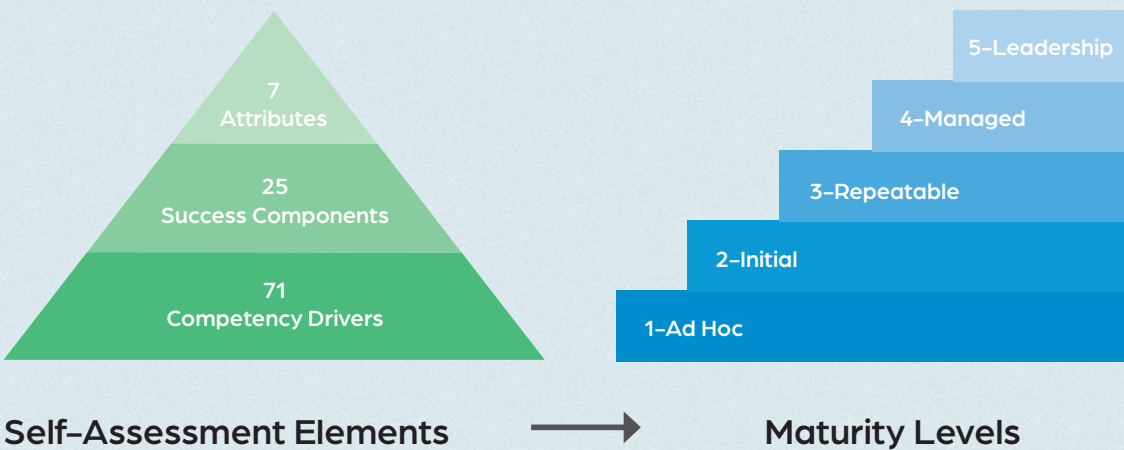 7
Attributes
25
Success Components
71
Competency Drivers
Self-Assessment Elements
5-Leadership
4-Managed
3-Repeatable
2-Initial
1-Ad Hoc
Maturity Levels